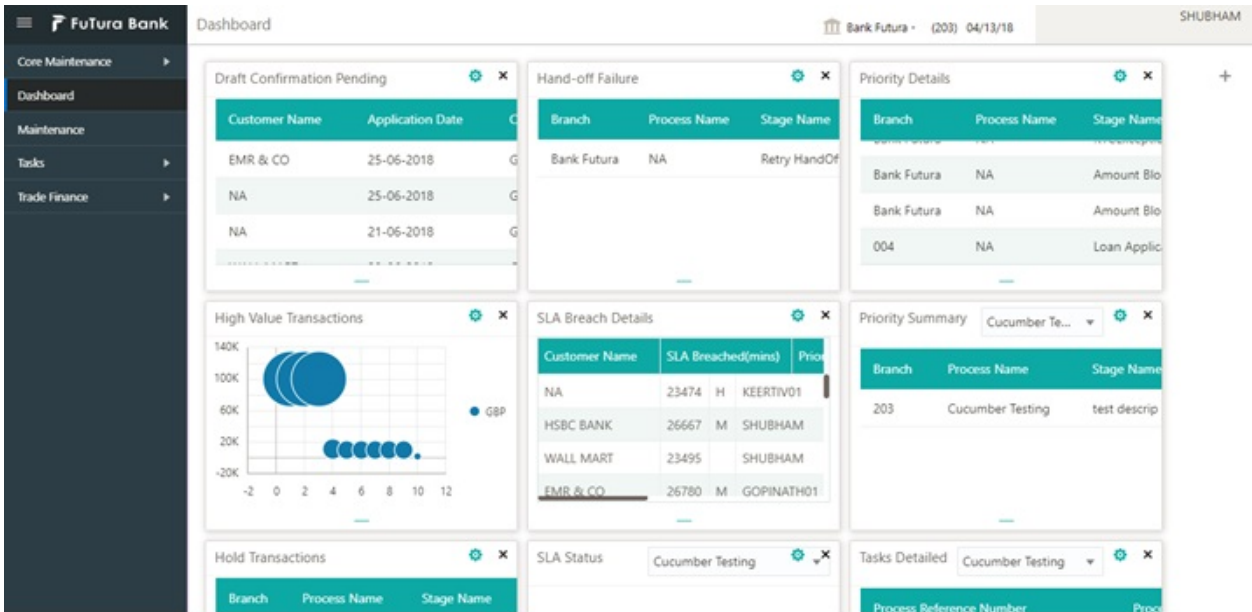 FuTura Bank
Dashboard
Bank Futura - (203) 04/13/18
SHUBHAM
Core Maintenance
Dashboard
Maintenance
Tasks
Trade Finance
Draft Confirmation Pending
Customer Name Application Date C
EMR & CO 25-06-2018 G
NA 25-06-2018 G
NA 21-06-2018 G
Hand-off Failure
Branch Process Name Stage Name
Bank Futura NA Retry HandOf
Priority Details
Branch Process Name Stage Name
Bank Futura NA Amount Blo
Bank Futura NA Amount Blo
004 NA Loan Applic
High Value Transactions
140K
100K
60K
20K
-20K
-2 0 2 4 6 8 10 12
GBP
SLA Breach Details
Customer Name SLA Breached(mins) Prior
NA 23474 H KEERTIV01
HSBC BANK 26667 M SHUBHAM
WALL MART 23495 SHUBHAM
EMR & CO 26780 M GOPINATH01
Priority Summary Cucumber Te...
Branch Process Name Stage Name
203 Cucumber Testing test descrip
Hold Transactions
Branch Process Name Stage Name
SLA Status Cucumber Testing
Tasks Detailed Cucumber Testing
Process Reference Number Proce